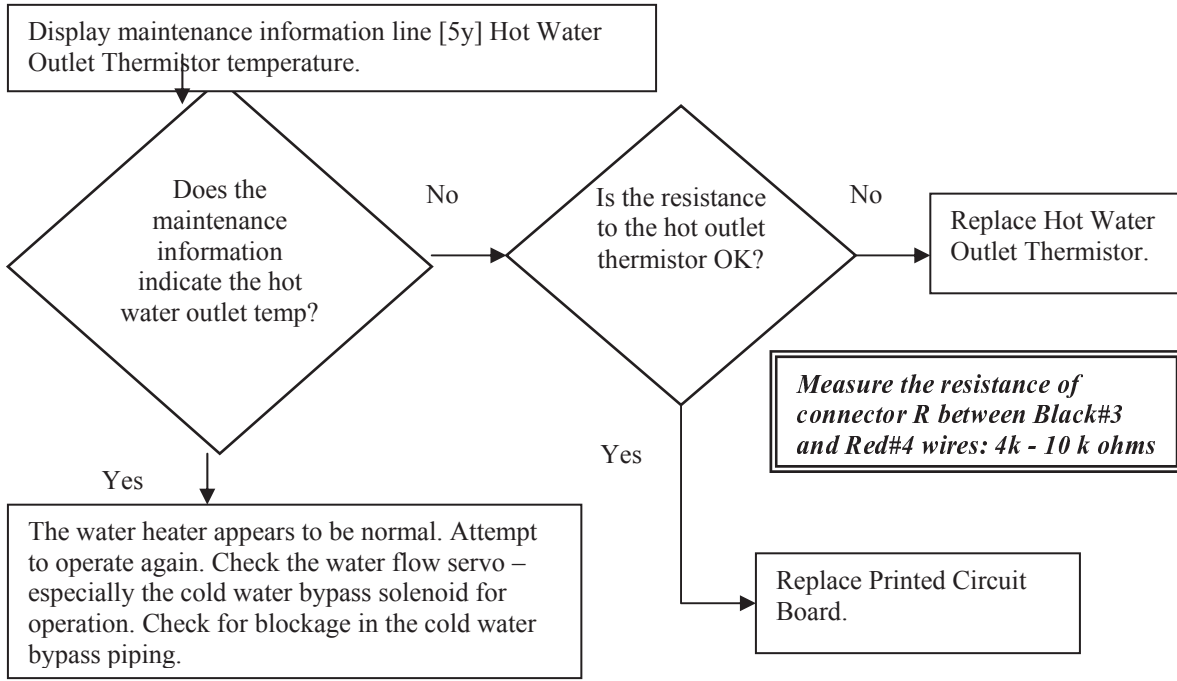 Display maintenance information line [5y] Hot Water
Outlet Thermistor temperature.
Does the
maintenance
information
indicate the hot
water outlet temp?
No
Is the resistance
to the hot outlet
thermistor OK?
No
Replace Hot Water
Outlet Thermistor.
Measure the resistance of
connector R between Black#3
and Red#4 wires: 4k - 10 k ohms
Yes
Yes
The water heater appears to be normal. Attempt
to operate again. Check the water flow servo –
especially the cold water bypass solenoid for
operation. Check for blockage in the cold water
bypass piping.
Replace Printed Circuit
Board.